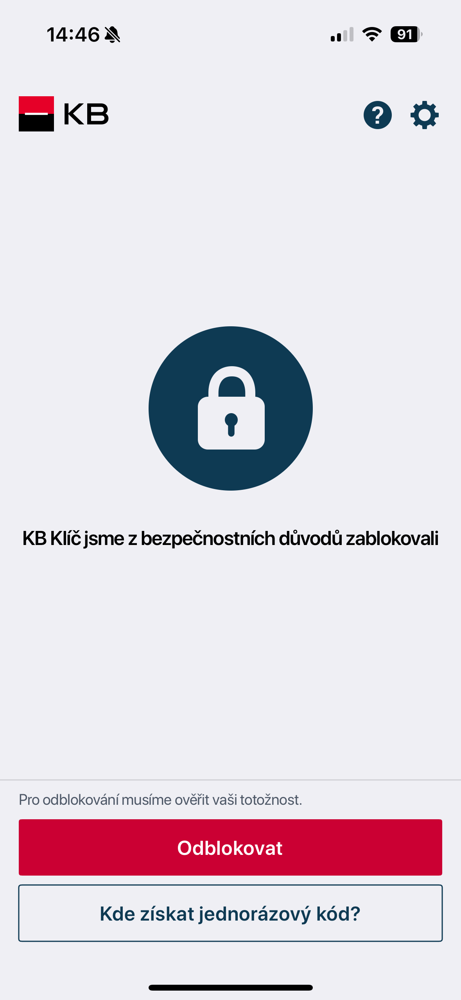 14:46
91
KB
?
KB Klíč jsme z bezpečnostních důvodů zablokovali
Pro odblokování musíme ověřit vaši totožnost.
Odblokovat
Kde získat jednorázový kód?